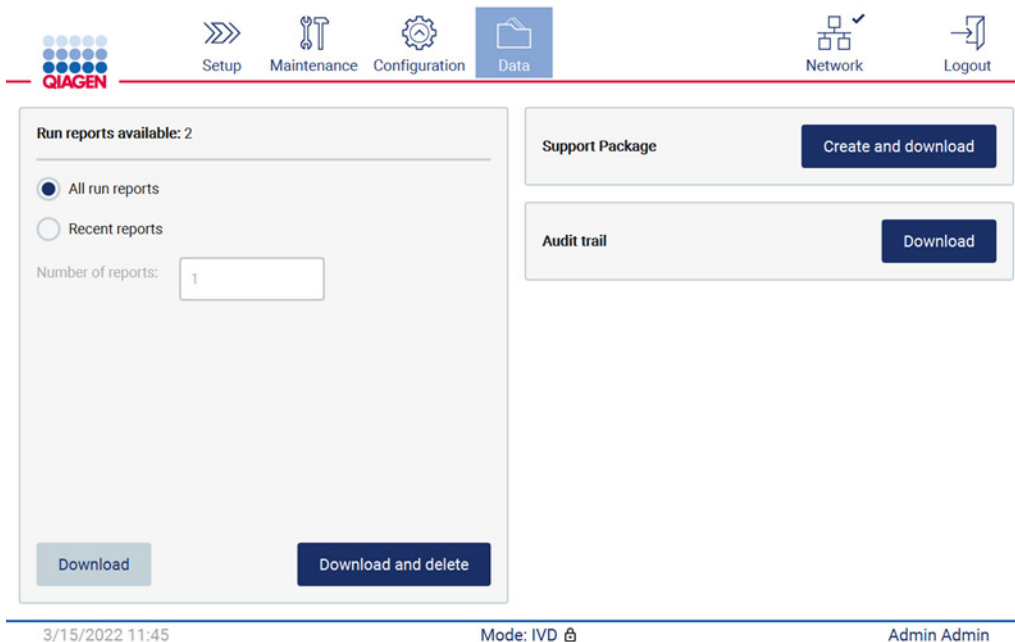 QIAGEN
Setup
Maintenance
Configuration
Data
Network
Logout
Run reports available: 2
All run reports
Recent reports
Number of reports:
1
Download
Download and delete
Support Package
Create and download
Audit trail
Download
3/15/2022 11:45
Mode: IVD
Admin Admin